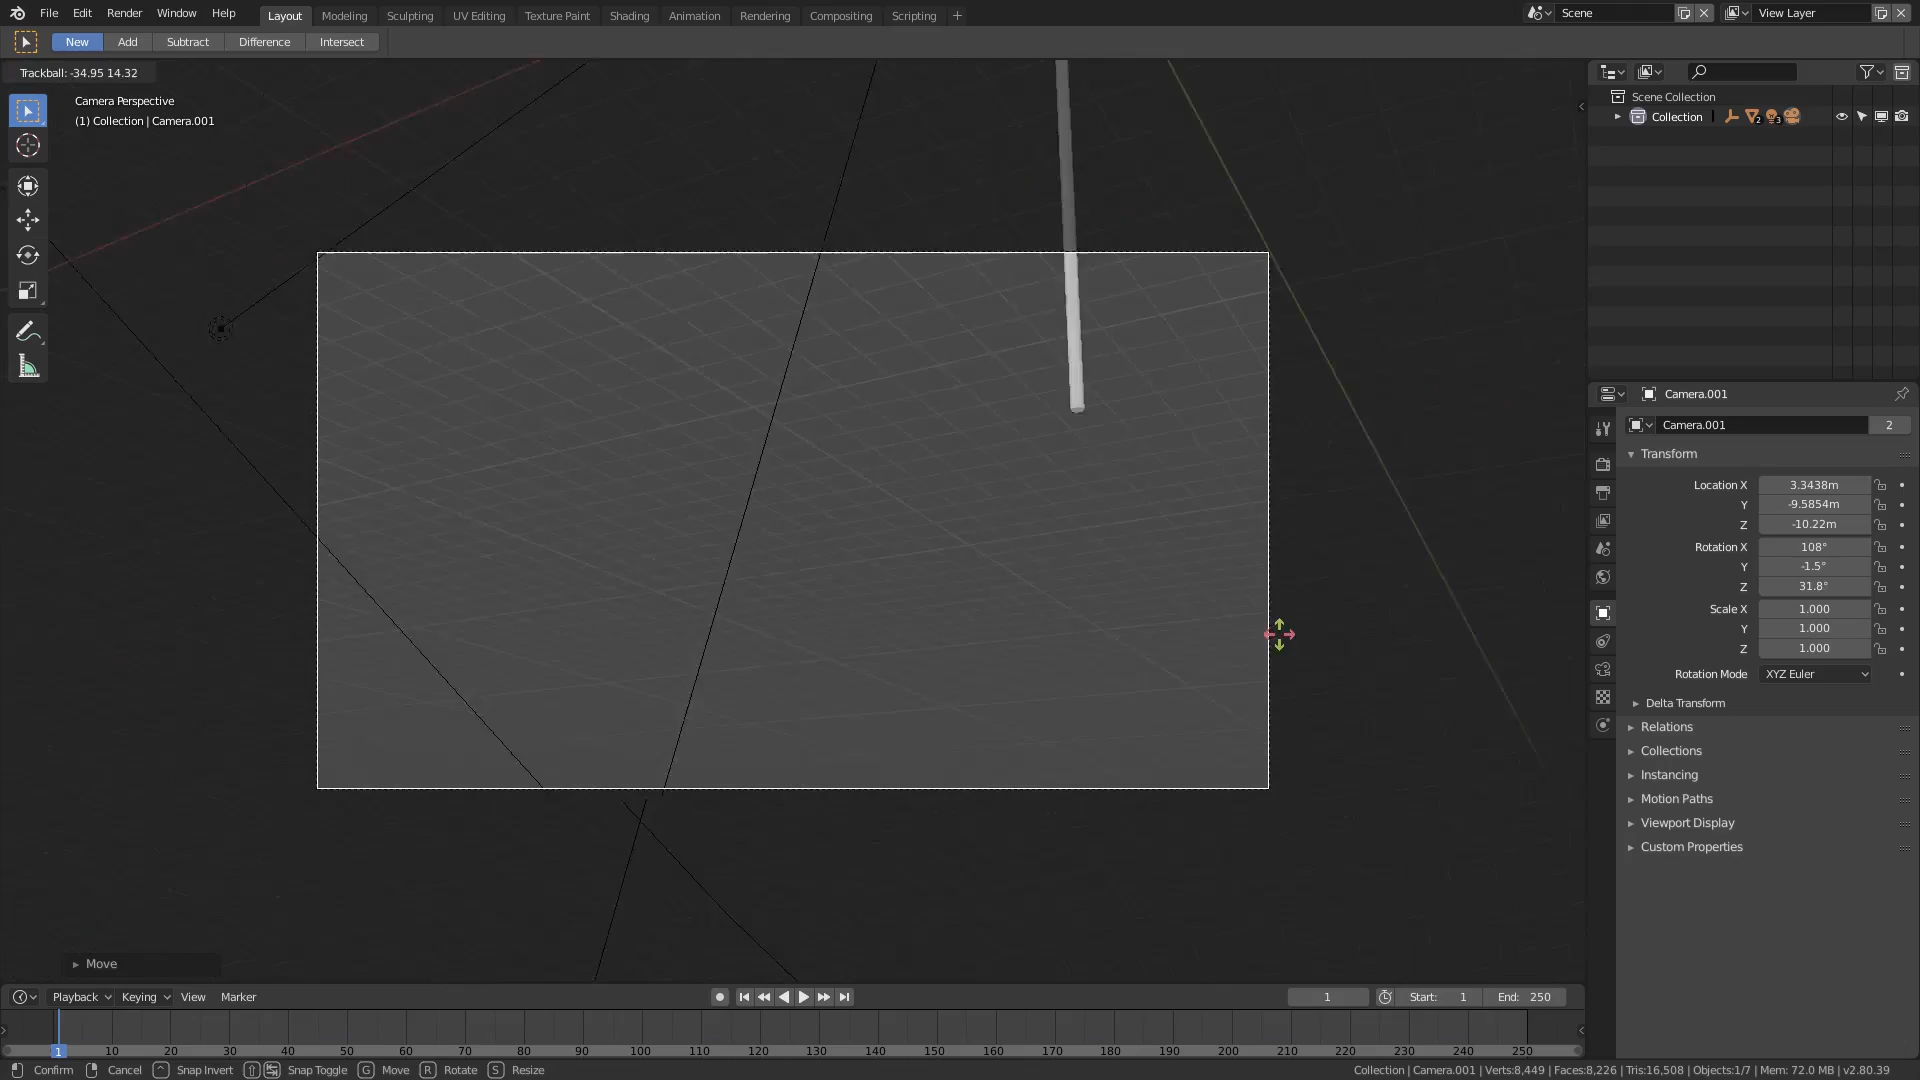 File Edit Render Window Help Layout Modeling Sculpting UV Editing Texture Paint Shading Animation Rendering Compositing Scripting + Scene View Layer
New Add Subtract Difference Intersect
Trackball: -34.95 14.32
Camera Perspective
(1) Collection | Camera.001
Scene Collection
Collection 2 3
Camera.001
Camera.001 2
Transform
Location X 3.3438m
Y -9.5854m
Z -10.22m
Rotation X 108°
Y -1.5°
Z 31.8°
Scale X 1.000
Y 1.000
Z 1.000
Rotation Mode XYZ Euler
Delta Transform
Relations
Collections
Instancing
Motion Paths
Viewport Display
Custom Properties
Move
Playback Keying View Marker 1 Start: 1 End: 250
1 10 20 30 40 50 60 70 80 90 100 110 120 130 140 150 160 170 180 190 200 210 220 230 240 250
Confirm Cancel ^ Snap Invert Snap Toggle G Move R Rotate S Resize Collection | Camera.001 | Verts:8,449 | Faces:8,226 | Tris:16,508 | Objects:1/7 | Mem: 72.0 MB | v2.80.39